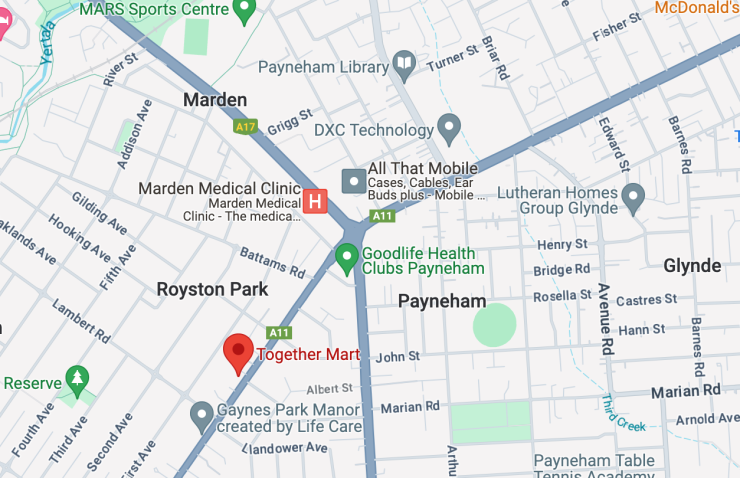 MARS Sports Centre
McDonald's
Fisher St
Yertala
River St
Payneham Library
Turner St
Briar Rd
Marden
A17
Grigg St
DXC Technology
Addison Ave
Edward St
Barnes Rd
All That Mobile
Cases, Cables, Ear
Buds plus - Mobile ...
Marden Medical Clinic
Marden Medical
Clinic - The medica...
H
Lutheran Homes
Group Glynde
Gilding Ave
A11
Hooking Ave
aklands Ave
Fifth Ave
Battams Rd
Goodlife Health
Clubs Payneham
Henry St
Bridge Rd
Glynde
Royston Park
Payneham
Rosella St
Castres St
Lambert Rd
Avenue Rd
Hann St
Barnes Rd
A11
Together Mart
John St
Reserve
Albert St
Marian Rd
Marian Rd
Gaynes Park Manor
created by Life Care
Third Creek
Arnold Ave
Fourth Ave
Third Ave
Second Ave
First Ave
Llandower Ave
Arthu
Payneham Table
Tennis Academy